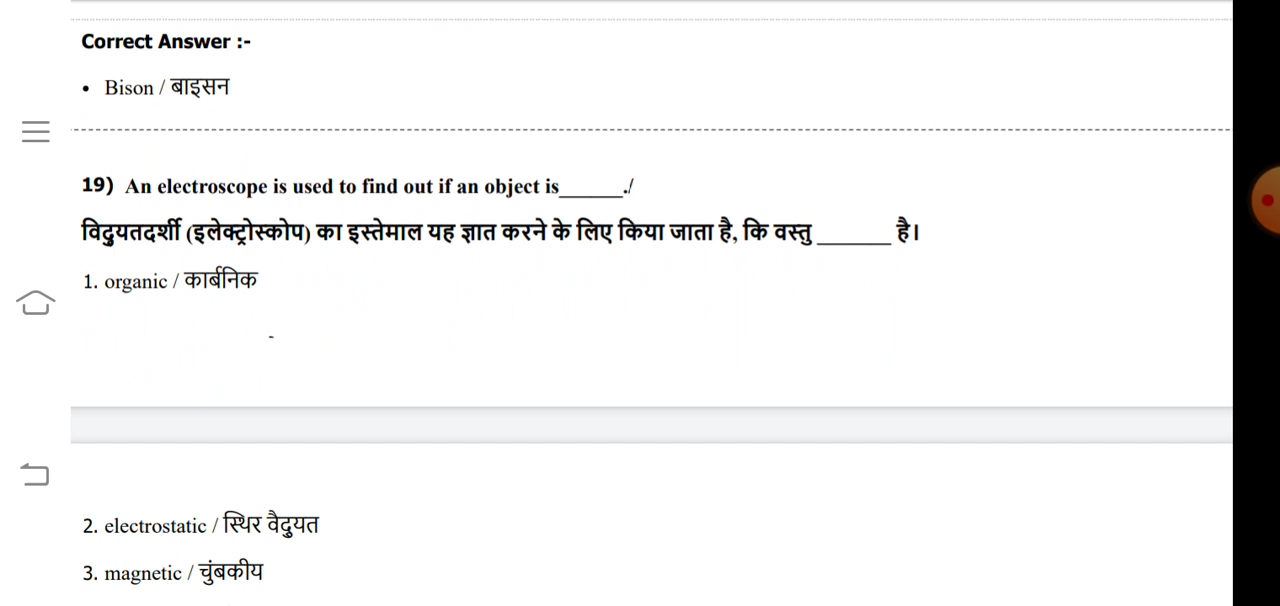 Correct Answer :-
• Bison / बाइसन
19) An electroscope is used to find out if an object is______./
विद्युतदर्शी (इलेक्ट्रोस्कोप) का इस्तेमाल यह ज्ञात करने के लिए किया जाता है, कि वस्तु _______ है।
1. organic / कार्बनिक
2. electrostatic / स्थिर वैद्युत
3. magnetic / चुंबकीय